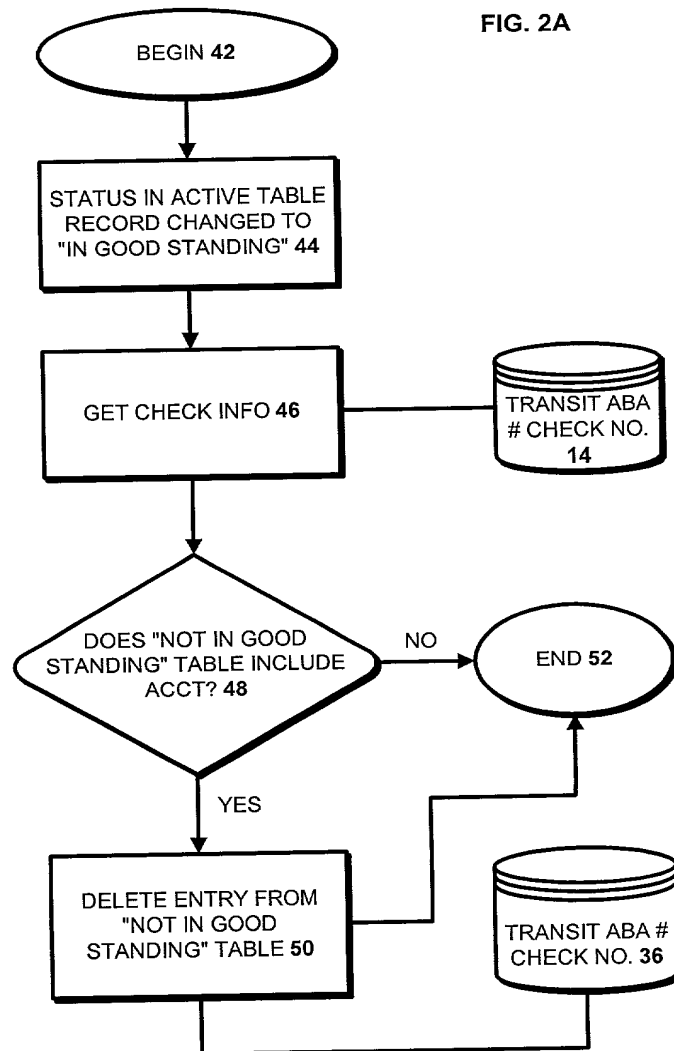 FIG. 2A
BEGIN 42
STATUS IN ACTIVE TABLE
RECORD CHANGED TO
"IN GOOD STANDING" 44
GET CHECK INFO 46
TRANSIT ABA
# CHECK NO.
14
DOES "NOT IN GOOD
STANDING" TABLE INCLUDE
ACCT? 48
NO
END 52
YES
DELETE ENTRY FROM
"NOT IN GOOD
STANDING" TABLE 50
TRANSIT ABA #
CHECK NO. 36